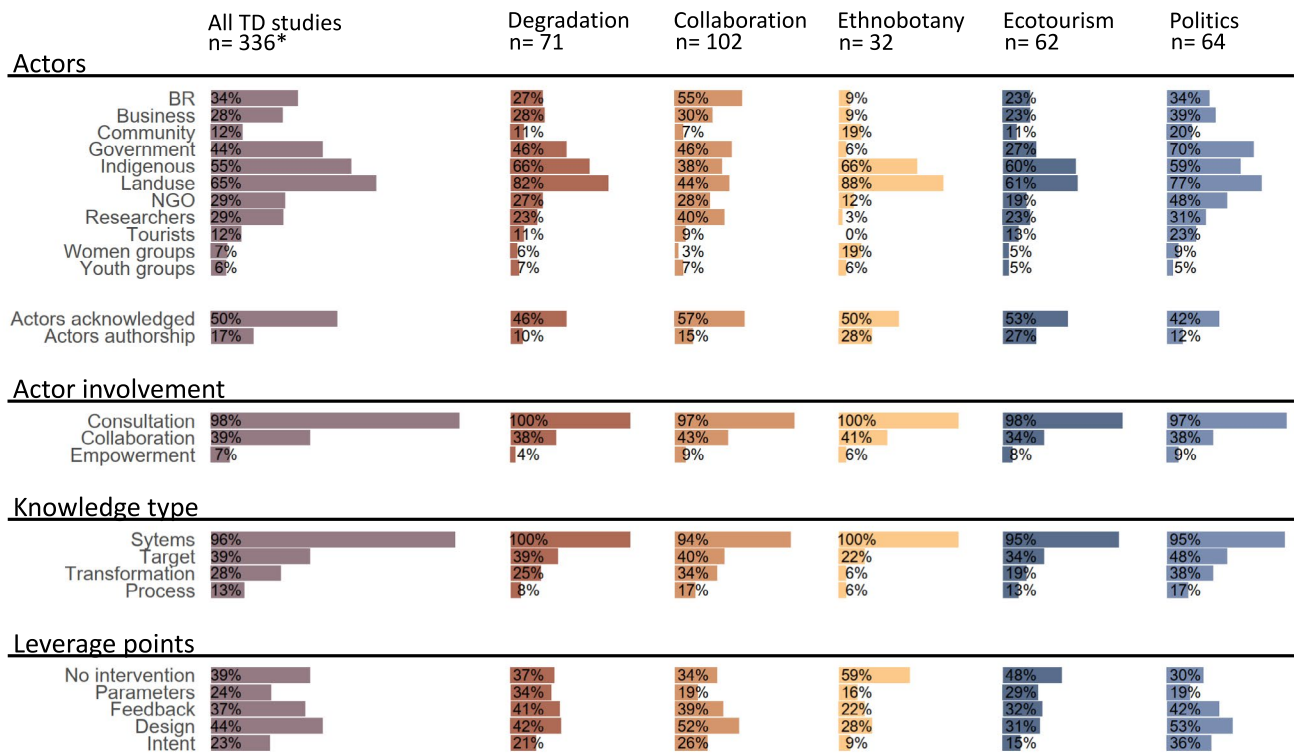 All TD studies Degradation Collaboration Ethnobotany Ecotourism Politics
n= 336* n= 71 n= 102 n= 32 n= 62 n= 64
Actors
BR 34% 27% 55% 9% 23% 34%
Business 28% 28% 30% 9% 23% 39%
Community 12% 11% 7% 19% 11% 20%
Government 44% 46% 46% 6% 27% 70%
Indigenous 55% 66% 38% 66% 60% 59%
Landuse 65% 82% 44% 88% 61% 77%
NGO 29% 27% 28% 12% 19% 48%
Researchers 29% 23% 40% 3% 23% 31%
Tourists 12% 11% 9% 0% 13% 23%
Women groups 7% 6% 3% 19% 5% 9%
Youth groups 6% 7% 7% 6% 5% 5%
Actors acknowledged 50% 46% 57% 50% 53% 42%
Actors authorship 17% 10% 15% 28% 27% 12%
Actor involvement
Consultation 98% 100% 97% 100% 98% 97%
Collaboration 39% 38% 43% 41% 34% 38%
Empowerment 7% 4% 9% 6% 8% 9%
Knowledge type
Sytems 96% 100% 94% 100% 95% 95%
Target 39% 39% 40% 22% 34% 48%
Transformation 28% 25% 34% 6% 19% 38%
Process 13% 8% 17% 6% 13% 17%
Leverage points
No intervention 39% 37% 34% 59% 48% 30%
Parameters 24% 34% 19% 16% 29% 19%
Feedback 37% 41% 39% 22% 32% 42%
Design 44% 42% 52% 28% 31% 53%
Intent 23% 21% 26% 9% 15% 36%